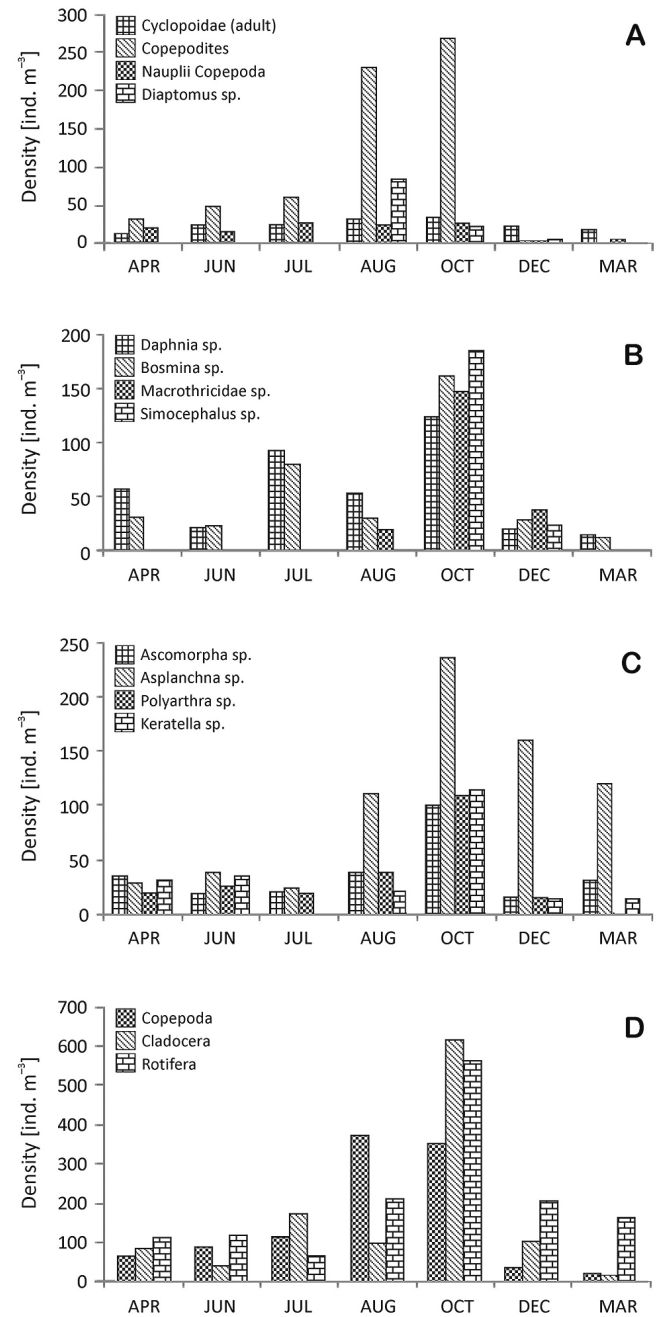 A
Density [ind. m⁻³]
300
250
200
150
100
50
0
Cyclopoidae (adult)
Copepodites
Nauplii Copepoda
Diaptomus sp.
APR JUN JUL AUG OCT DEC MAR
B
Density [ind. m⁻³]
200
150
100
50
0
Daphnia sp.
Bosmina sp.
Macrothricidae sp.
Simocephalus sp.
APR JUN JUL AUG OCT DEC MAR
C
Density [ind. m⁻³]
250
200
150
100
50
0
Ascomorpha sp.
Asplanchna sp.
Polyarthra sp.
Keratella sp.
APR JUN JUL AUG OCT DEC MAR
D
Density [ind. m⁻³]
700
600
500
400
300
200
100
0
Copepoda
Cladocera
Rotifera
APR JUN JUL AUG OCT DEC MAR